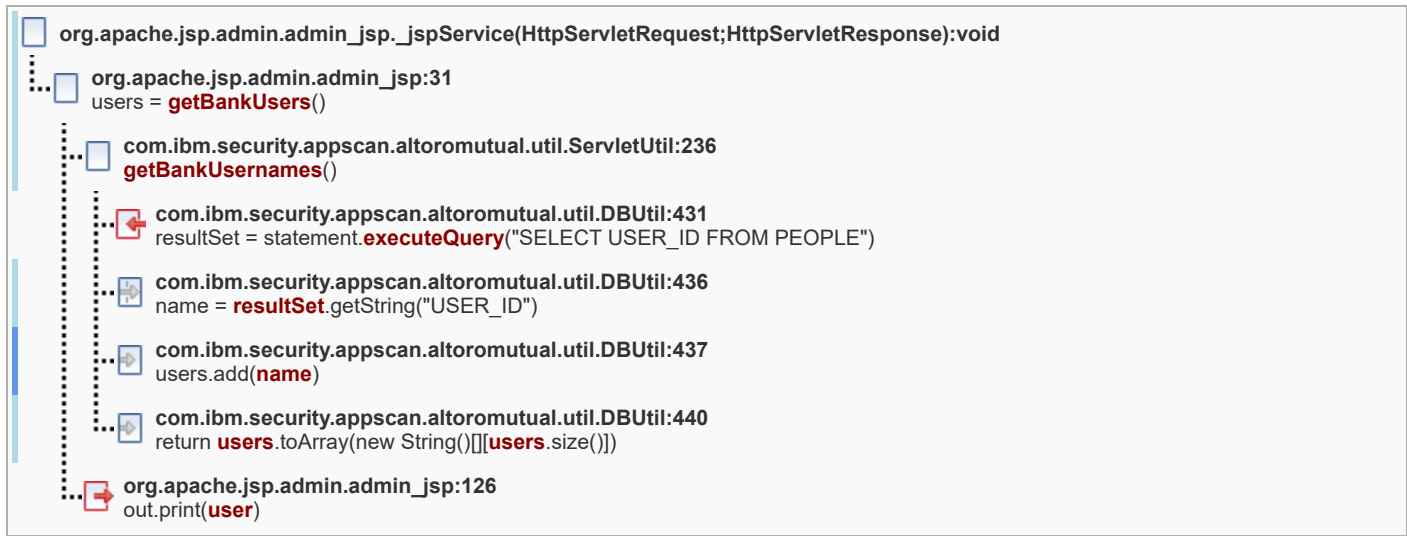 org.apache.jsp.admin.admin_jsp._jspService(HttpServletRequest;HttpServletResponse):void
org.apache.jsp.admin.admin_jsp:31
users = getBankUsers()
com.ibm.security.appscan.altoromutual.util.ServletUtil:236
getBankUsernames()
com.ibm.security.appscan.altoromutual.util.DBUtil:431
resultSet = statement.executeQuery("SELECT USER_ID FROM PEOPLE")
com.ibm.security.appscan.altoromutual.util.DBUtil:436
name = resultSet.getString("USER_ID")
com.ibm.security.appscan.altoromutual.util.DBUtil:437
users.add(name)
com.ibm.security.appscan.altoromutual.util.DBUtil:440
return users.toArray(new String()[][users.size()])
org.apache.jsp.admin.admin_jsp:126
out.print(user)